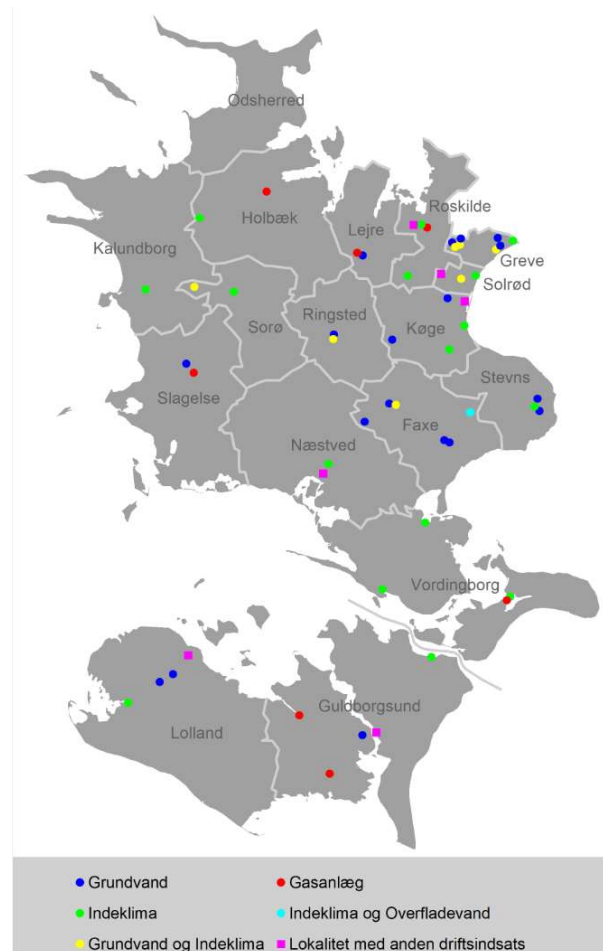 Odsherred
Roskilde
Holbæk
Lejre
Kalundborg
Greve
Solrød
Ringsted
Sorø
Køge
Stevns
Slagelse
Faxe
Næstved
Vordingborg
Guldborgsund
Lolland
Grundvand
Gasanlæg
Indeklima
Indeklima og Overfladevand
Grundvand og Indeklima
Lokalitet med anden driftsindsats